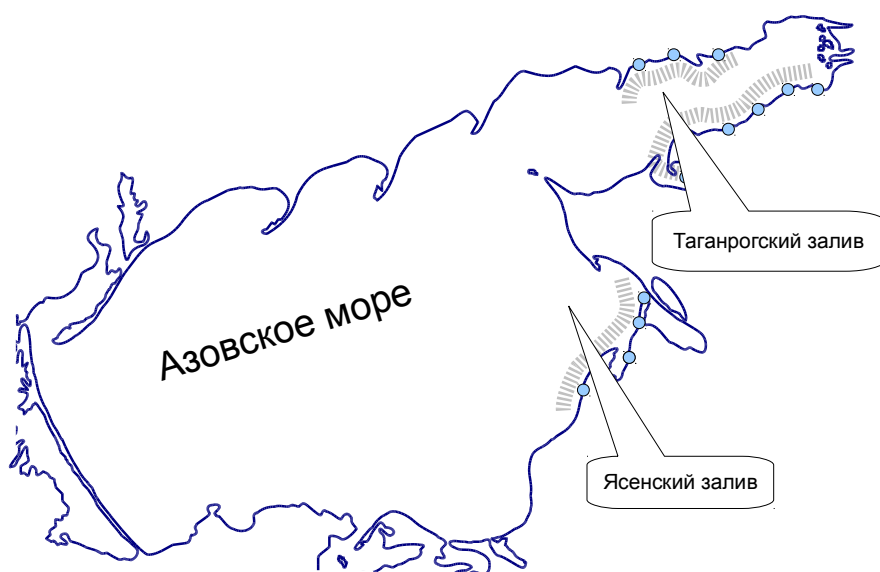 Таганрогский залив
Азовское море
Ясенский залив